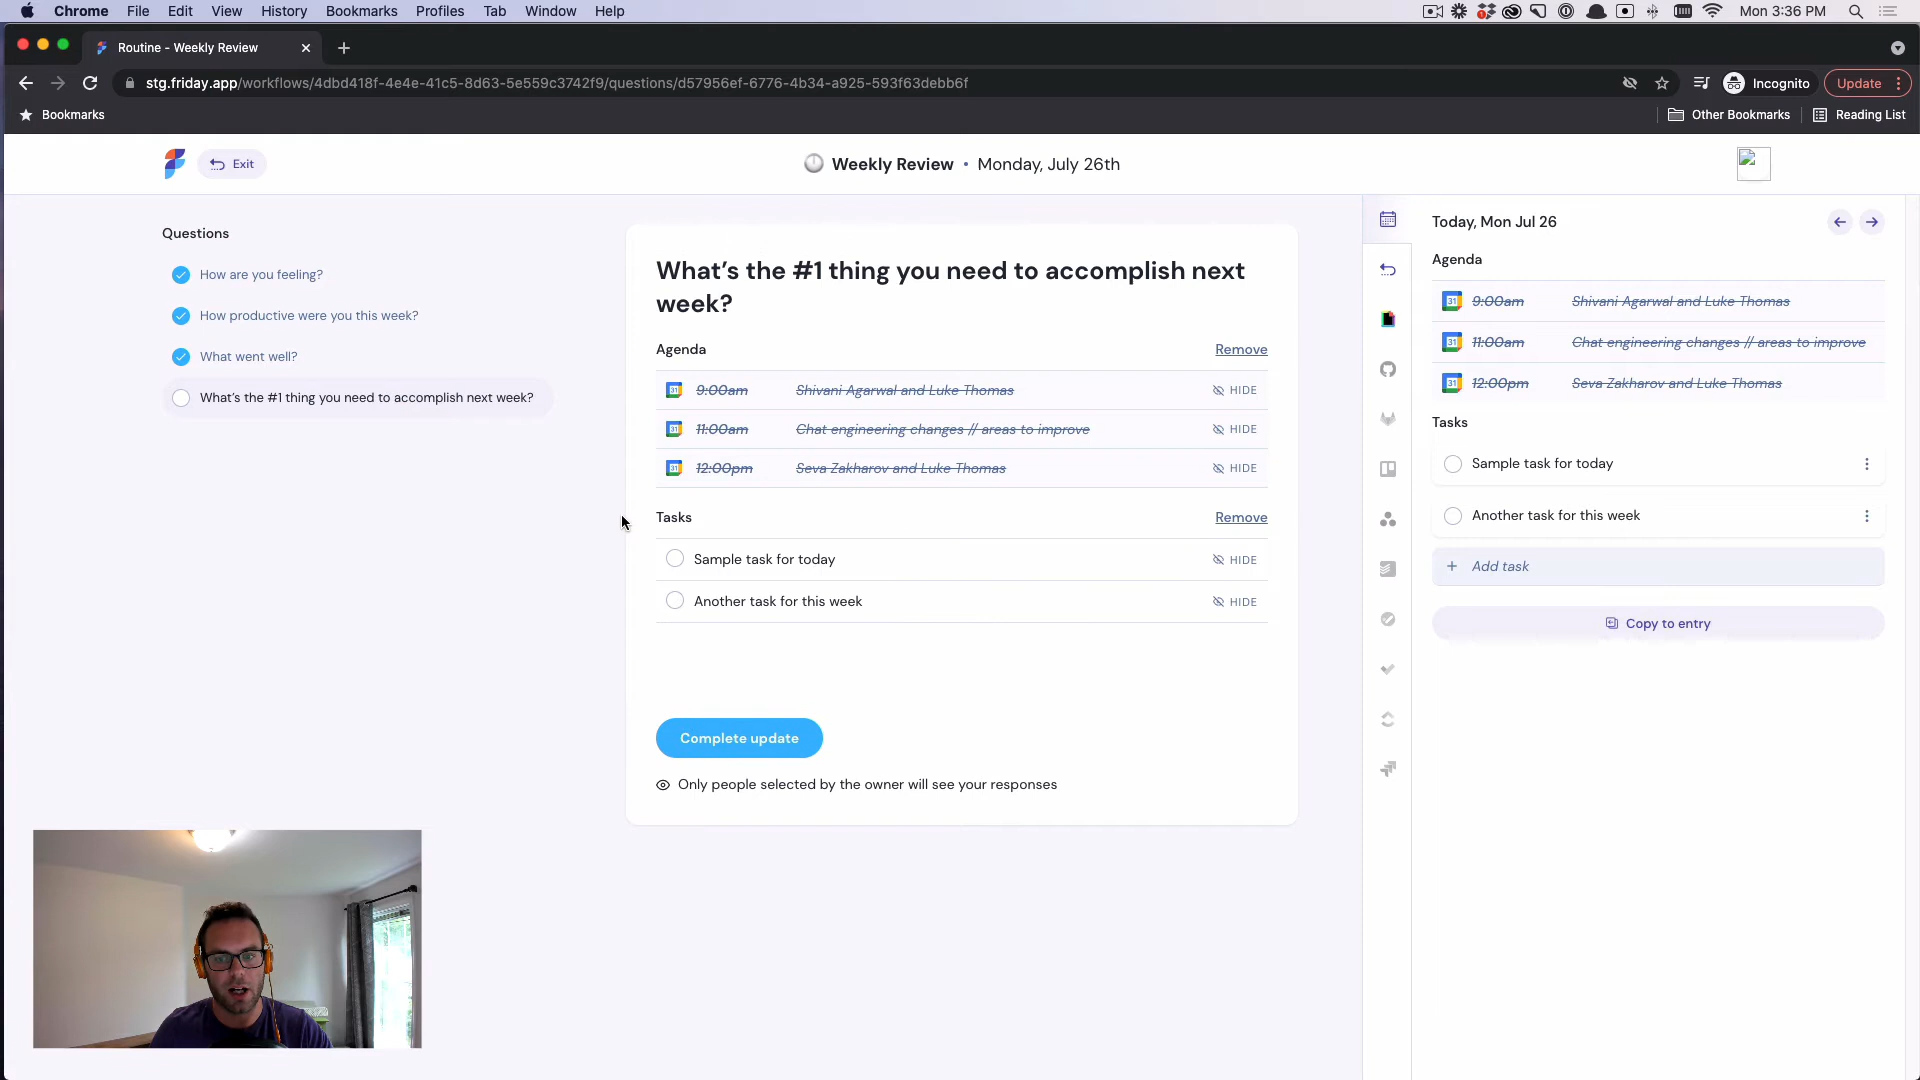 Chrome File Edit View History Bookmarks Profiles Tab Window Help Mon 3:36 PM
Routine - Weekly Review
stg.friday.app/workflows/4dbd418f-4e4e-41c5-8d63-5e559c3742f9/questions/d57956ef-6776-4b34-a925-593f63debb6f Incognito Update
Bookmarks Other Bookmarks Reading List
Exit Weekly Review • Monday, July 26th
Questions
How are you feeling?
How productive were you this week?
What went well?
What's the #1 thing you need to accomplish next week?
What's the #1 thing you need to accomplish next
week?
Agenda Remove
31 9:00am Shivani Agarwal and Luke Thomas HIDE
31 11:00am Chat engineering changes // areas to improve HIDE
31 12:00pm Seva Zakharov and Luke Thomas HIDE
Tasks Remove
Sample task for today HIDE
Another task for this week HIDE
Complete update
Only people selected by the owner will see your responses
Today, Mon Jul 26
Agenda
31 9:00am Shivani Agarwal and Luke Thomas
31 11:00am Chat engineering changes // areas to improve
31 12:00pm Seva Zakharov and Luke Thomas
Tasks
Sample task for today
Another task for this week
+ Add task
Copy to entry